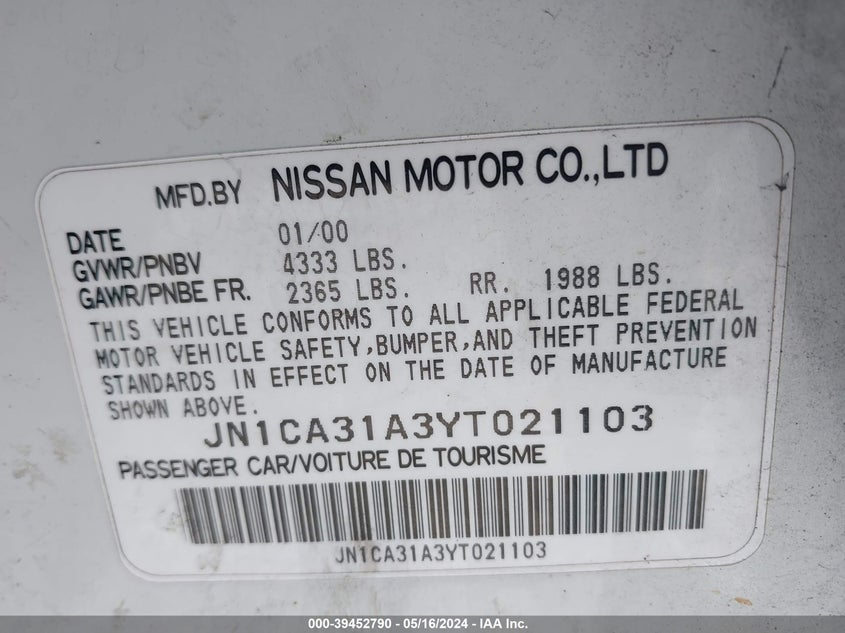 MFD.BY NISSAN MOTOR CO.,LTD
DATE 01/00
GVWR/PNBV 4333 LBS.
GAWR/PNBE FR. 2365 LBS. RR. 1988 LBS.
THIS VEHICLE CONFORMS TO ALL APPLICABLE FEDERAL
MOTOR VEHICLE SAFETY,BUMPER,AND THEFT PREVENTION
STANDARDS IN EFFECT ON THE DATE OF MANUFACTURE
SHOWN ABOVE.
JN1CA31A3YT021103
PASSENGER CAR/VOITURE DE TOURISME
JN1CA31A3YT021103
000-39452790 - 05/16/2024 - IAA Inc.